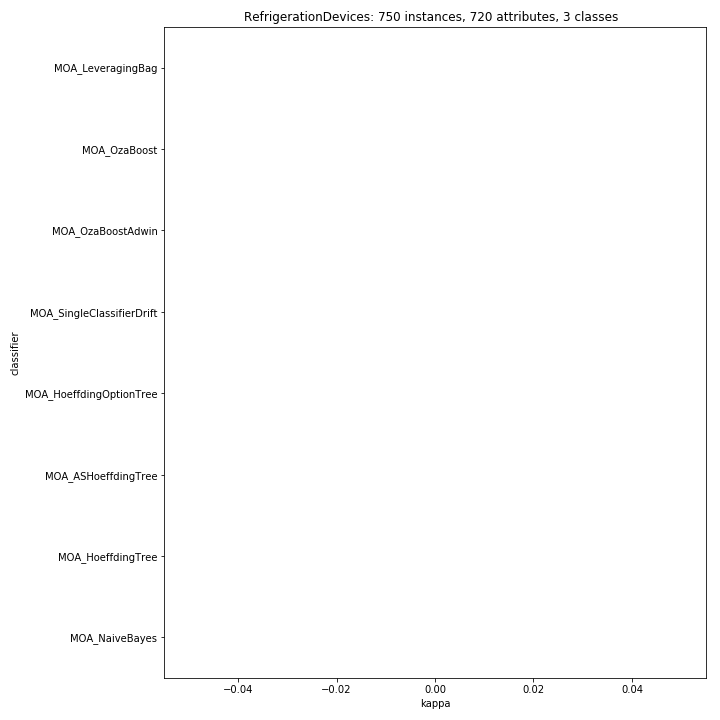 RefrigerationDevices: 750 instances, 720 attributes, 3 classes
MOA_LeveragingBag
MOA_OzaBoost
MOA_OzaBoostAdwin
MOA_SingleClassifierDrift
classifier
MOA_HoeffdingOptionTree
MOA_ASHoeffdingTree
MOA_HoeffdingTree
MOA_NaiveBayes
−0.04 −0.02 0.00 0.02 0.04
kappa